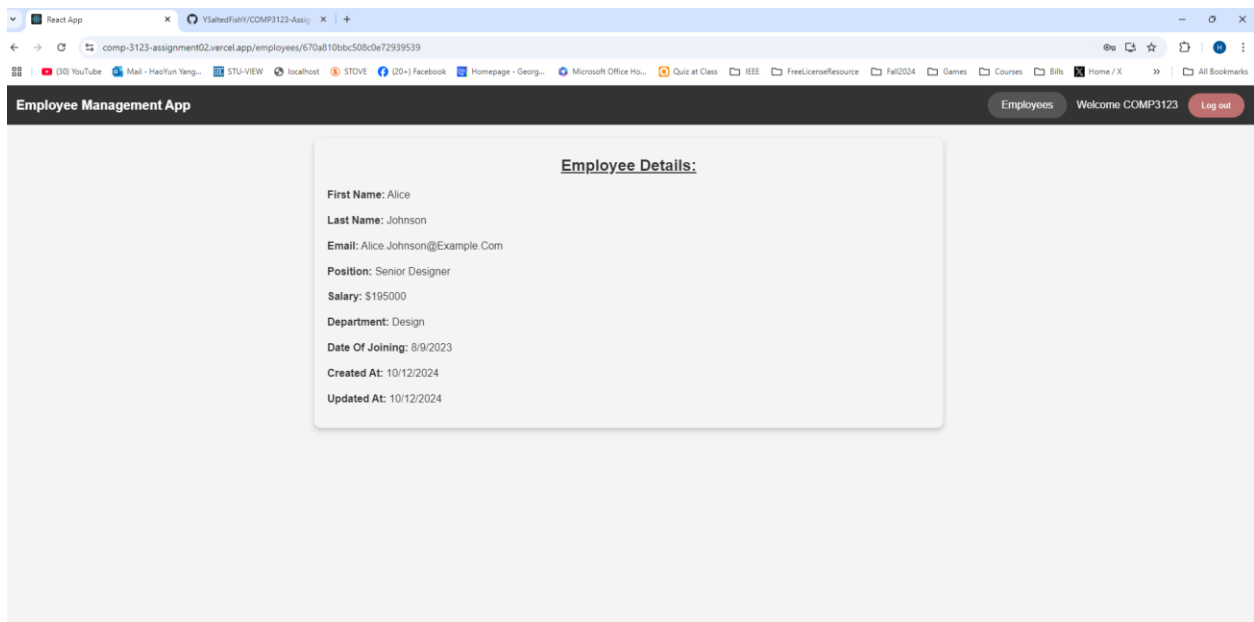 React App
YSaltedFishY/COMP3123-Assig
comp-3123-assignment02.vercel.app/employees/670a810bbc508c0e72939539
(30) YouTube Mail - HaoYun Yang... STU-VIEW localhost STOVE (20+) Facebook Homepage - Georg... Microsoft Office Ho... Quiz at Class IEEE FreeLicenseResource Fall2024 Games Courses Bills Home / X » All Bookmarks
Employee Management App Employees Welcome COMP3123 Log out
Employee Details:
First Name: Alice
Last Name: Johnson
Email: Alice.Johnson@Example.Com
Position: Senior Designer
Salary: $195000
Department: Design
Date Of Joining: 8/9/2023
Created At: 10/12/2024
Updated At: 10/12/2024